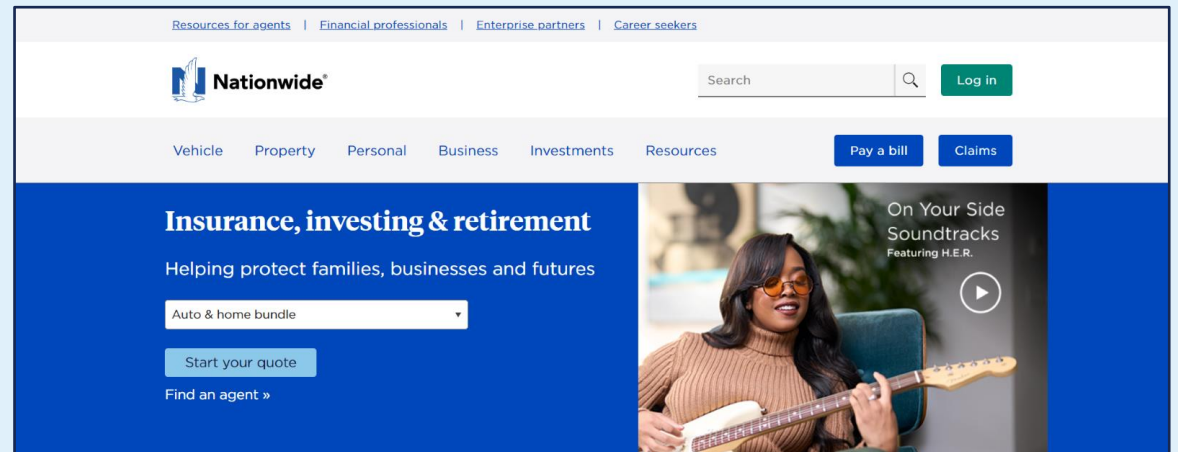 Resources for agents | Financial professionals | Enterprise partners | Career seekers
Nationwide®
Search
Log in
Vehicle Property Personal Business Investments Resources
Pay a bill
Claims
Insurance, investing & retirement
Helping protect families, businesses and futures
Auto & home bundle
Start your quote
Find an agent »
On Your Side
Soundtracks
Featuring H.E.R.